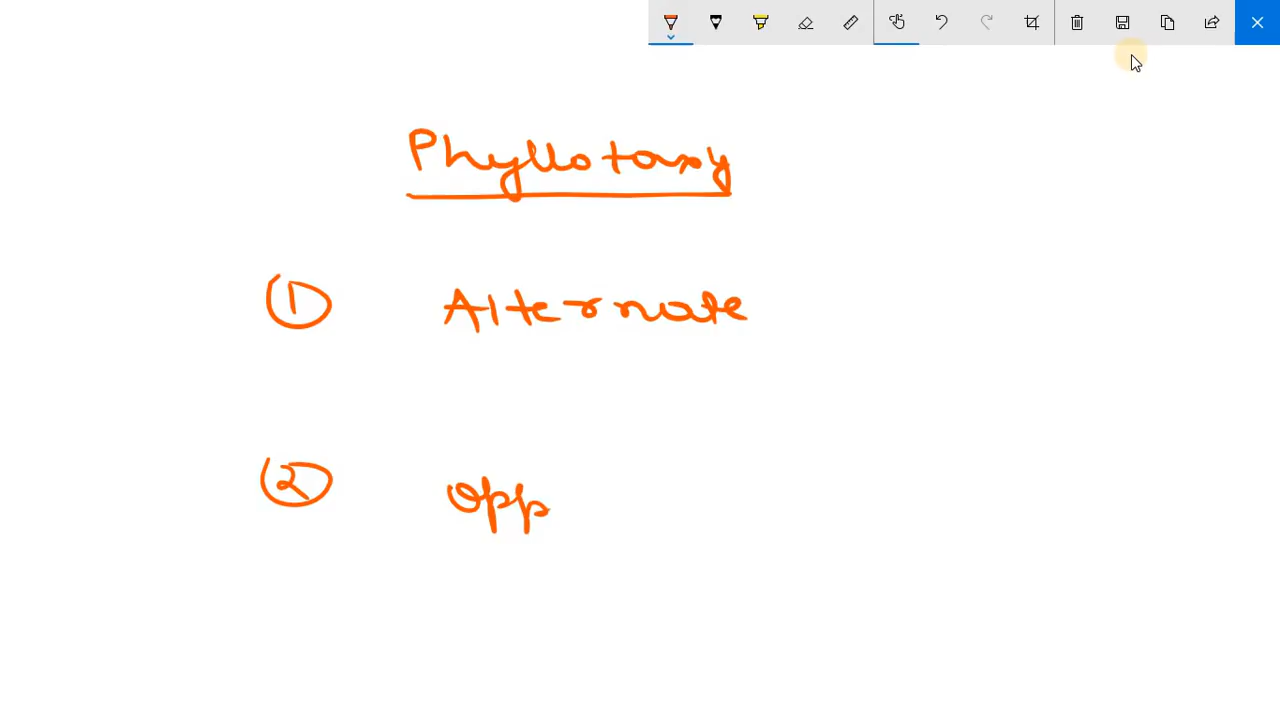 Phyllotaxy
① Alternate
② Opp